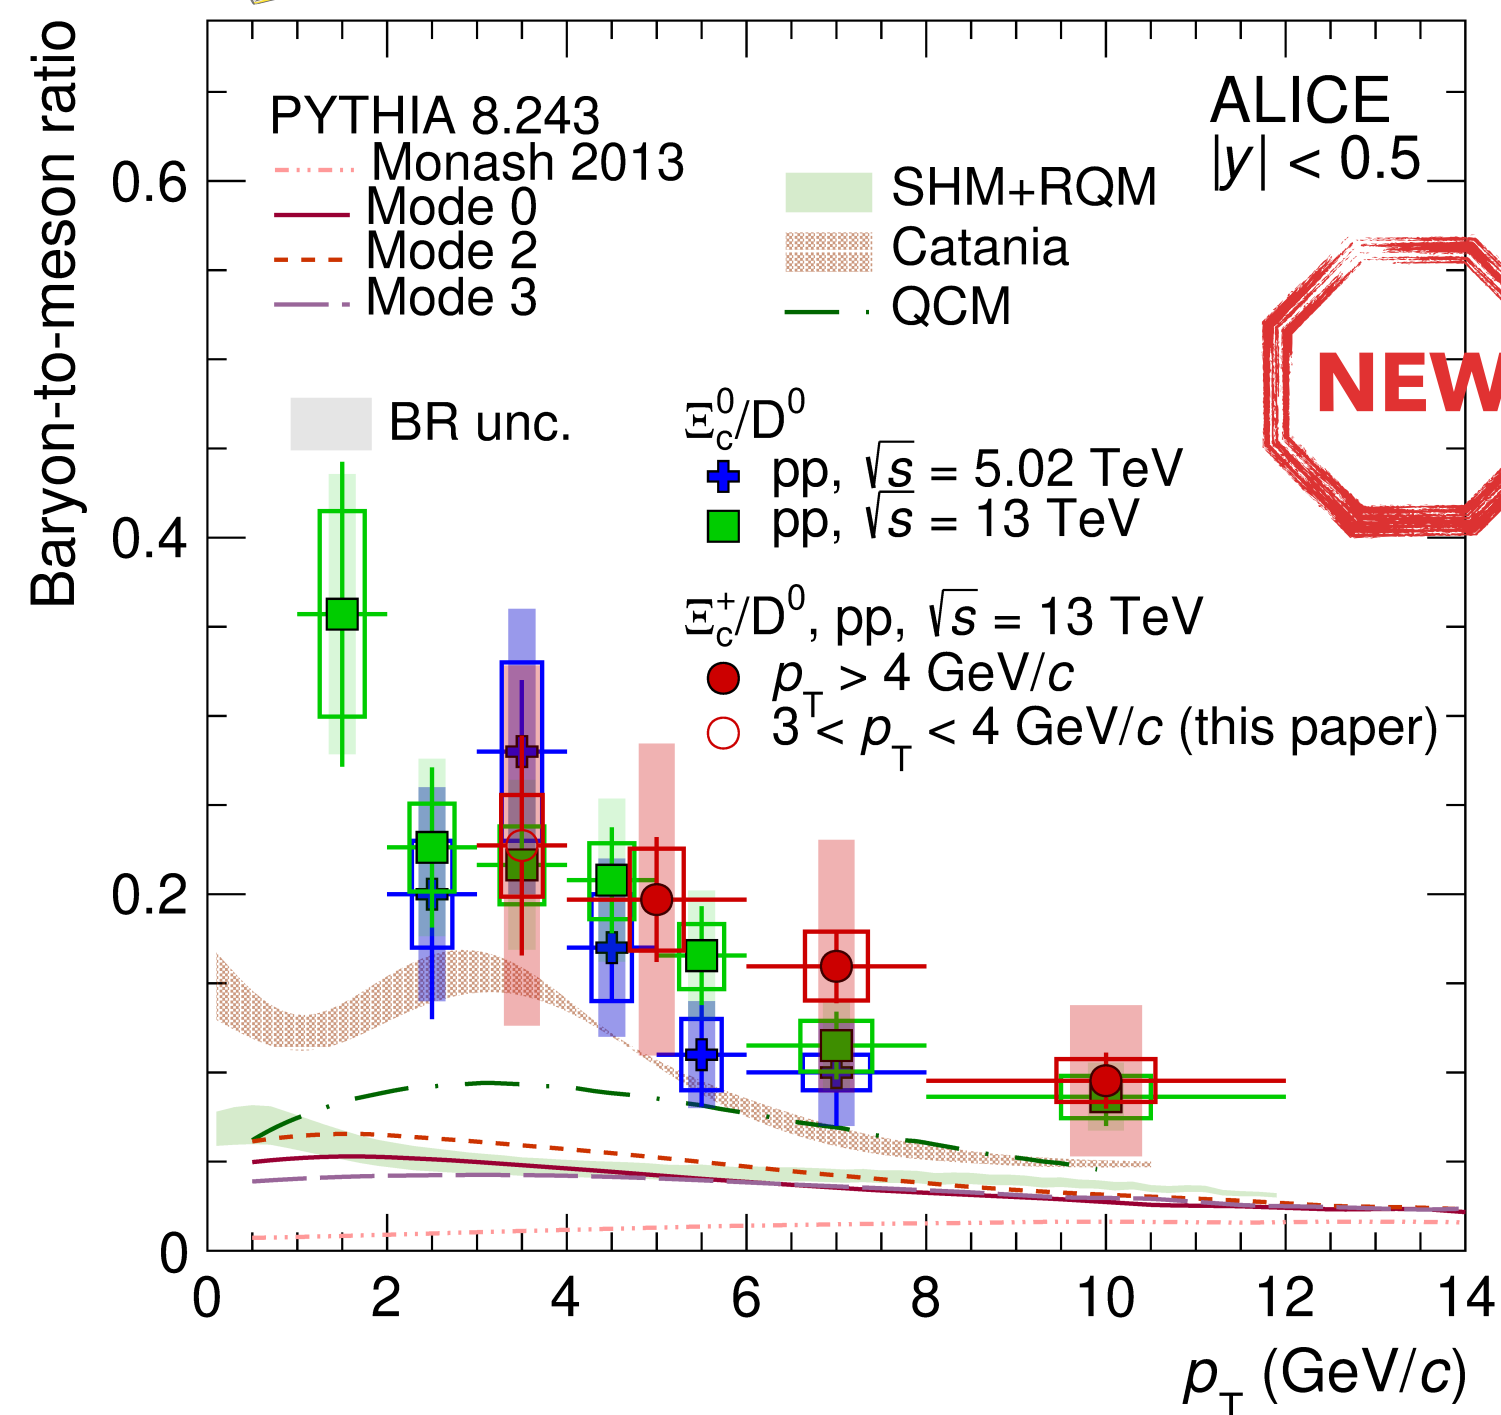 Baryon-to-meson ratio
PYTHIA 8.243
Monash 2013
Mode 0
Mode 2
Mode 3
SHM+RQM
Catania
QCM
ALICE
|y| < 0.5
NEW
BR unc.
Ξc0/D0
pp, √s = 5.02 TeV
pp, √s = 13 TeV
Ξc+/D0, pp, √s = 13 TeV
pT > 4 GeV/c
3 < pT < 4 GeV/c (this paper)
0.6
0.4
0.2
0
0 2 4 6 8 10 12 14
pT (GeV/c)